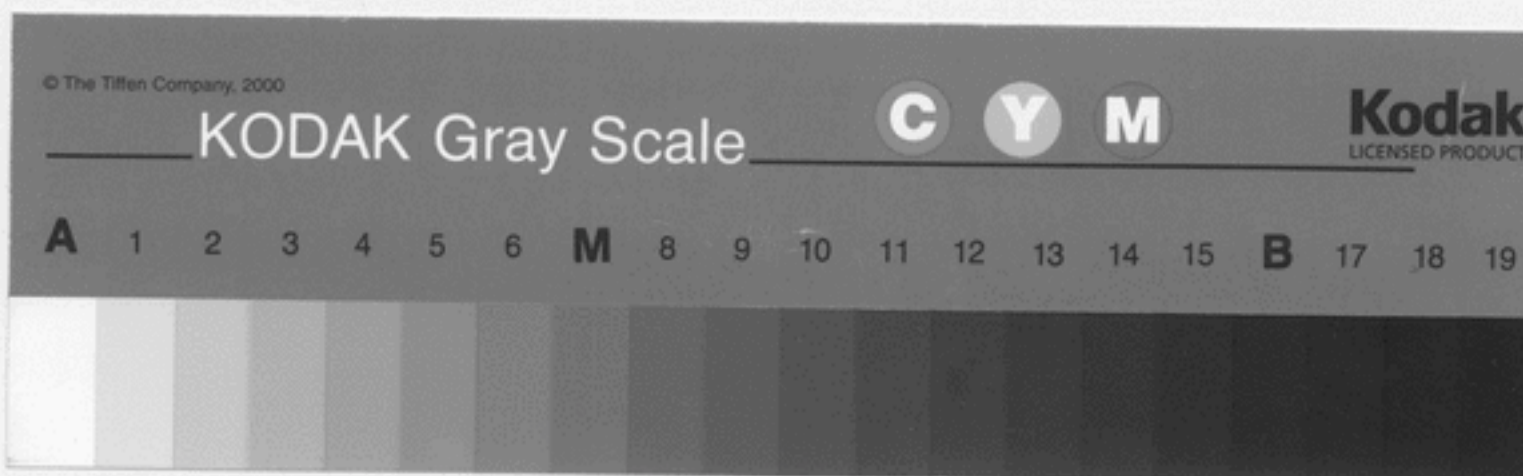 © The Tiffen Company, 2000
KODAK Gray Scale
C Y M
Kodak
LICENSED PRODUCT
A 1 2 3 4 5 6 M 8 9 10 11 12 13 14 15 B 17 18 19